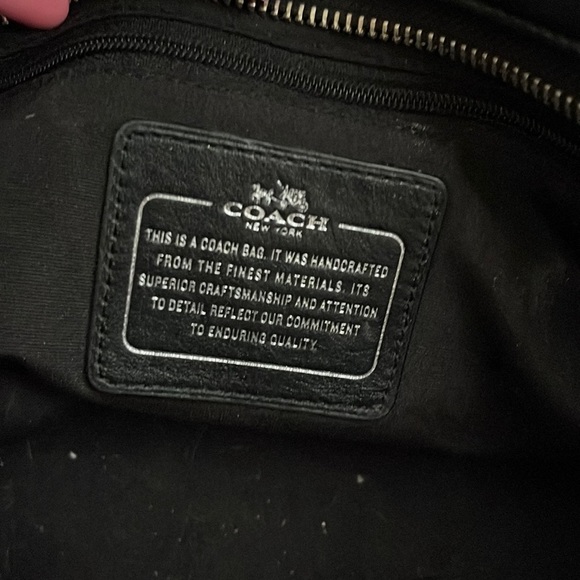 COACH
NEW YORK
THIS IS A COACH BAG. IT WAS HANDCRAFTED
FROM THE FINEST MATERIALS. ITS
SUPERIOR CRAFTSMANSHIP AND ATTENTION
TO DETAIL REFLECT OUR COMMITMENT
TO ENDURING QUALITY.